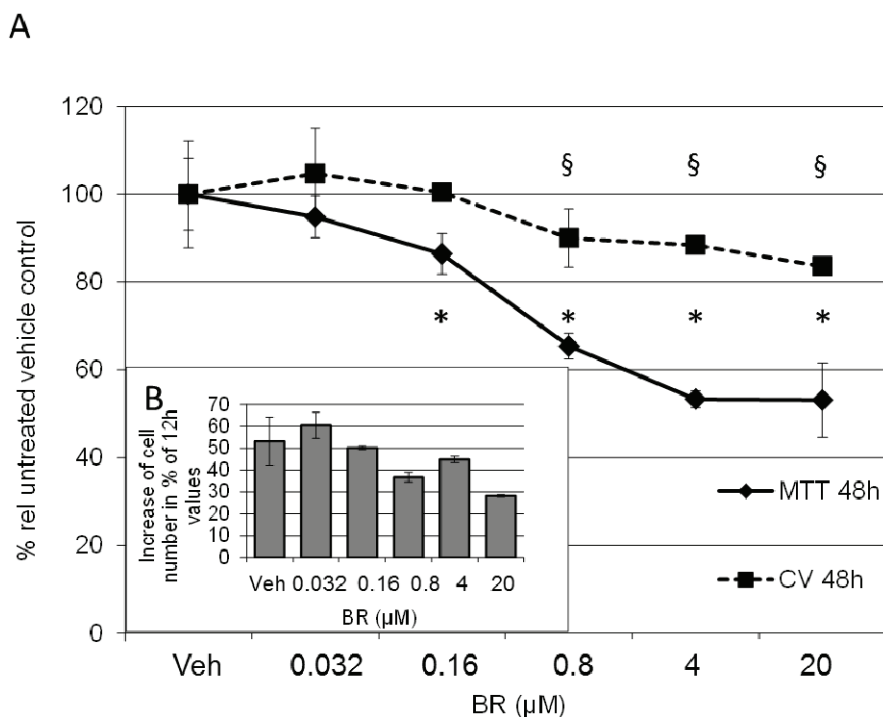 A
120
100
80
60
40
20
0
% rel untreated vehicle control
§ § §
* * * *
MTT 48h
CV 48h
Veh 0.032 0.16 0.8 4 20
BR (µM)
B
70
60
50
40
30
20
10
0
Increase of cell
number in % of 12h
values
Veh 0.032 0.16 0.8 4 20
BR (µM)